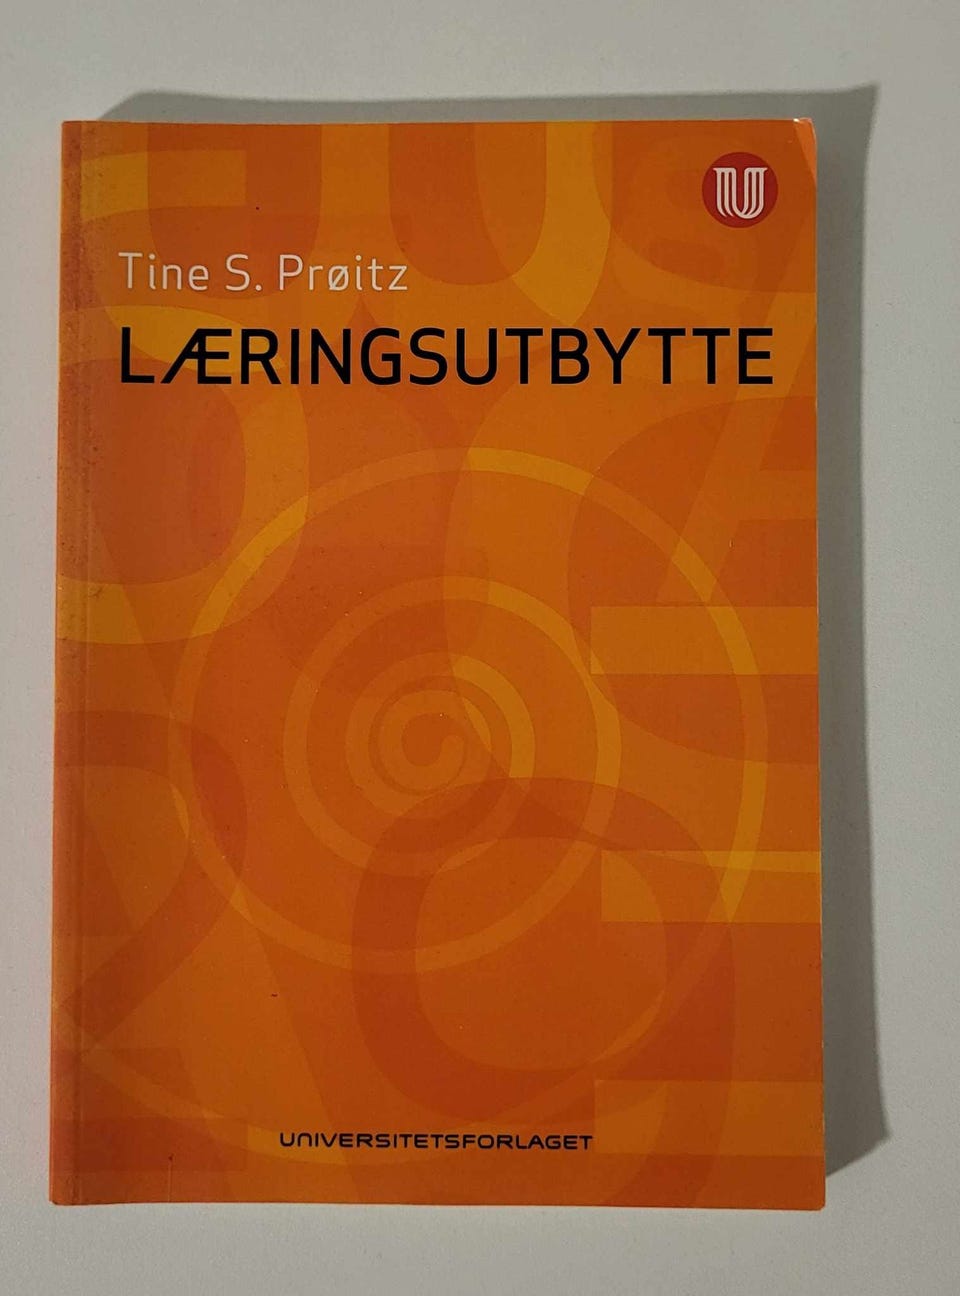 U
Tine S. Prøitz
LÆRINGSUTBYTTE
UNIVERSITETSFORLAGET